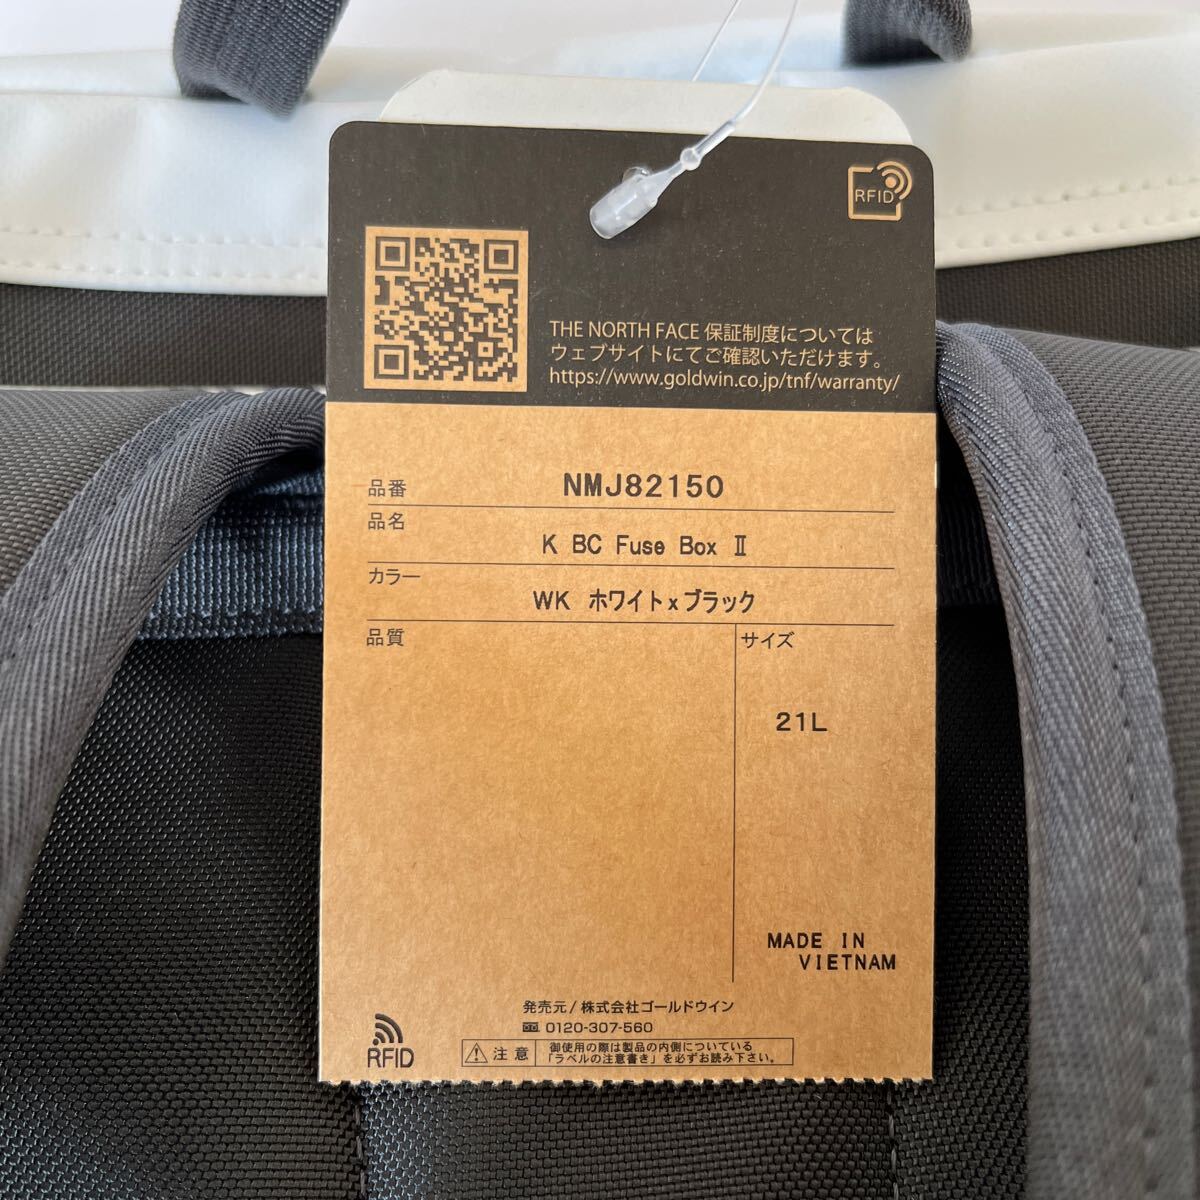 RFID
THE NORTH FACE 保証制度については
ウェブサイトにてご確認いただけます。
https://www.goldwin.co.jp/tnf/warranty/
品番 NMJ82150
品名
K BC Fuse Box Ⅱ
カラー
WK ホワイトxブラック
品質 サイズ
21L
MADE IN
VIETNAM
発売元/株式会社ゴールドウイン
0120-307-560
RFID
注意
御使用の際は製品の内側についている
「ラベルの注意書き」を必ずお読み下さい。